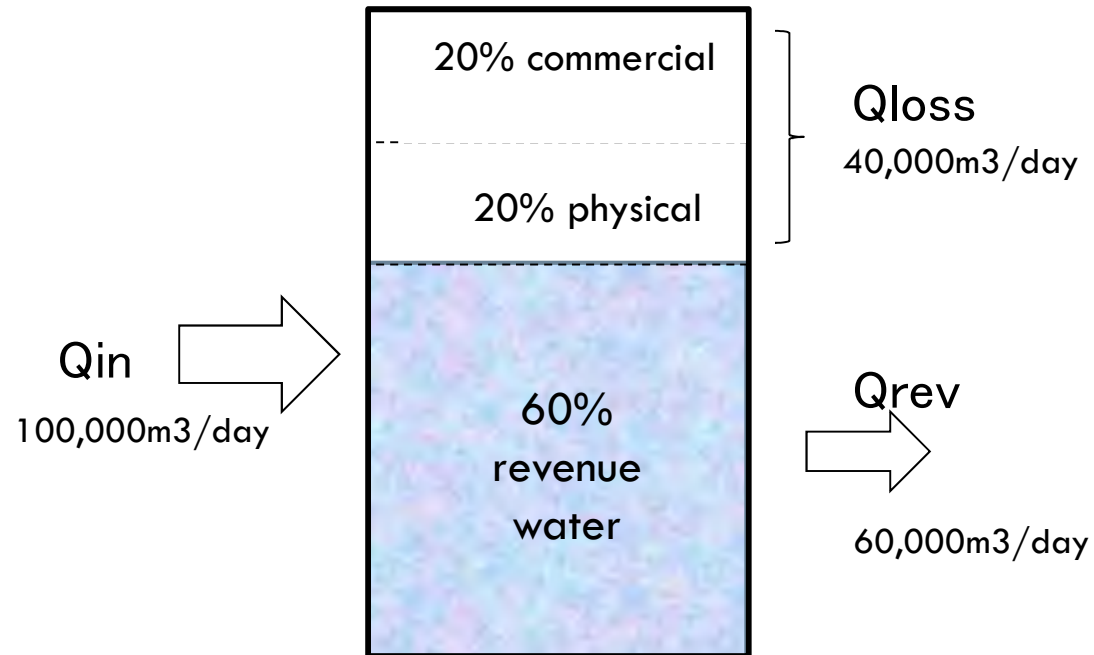 20% commercial
Qloss
40,000m3/day
20% physical
Qin
100,000m3/day
60%
revenue
water
Qrev
60,000m3/day